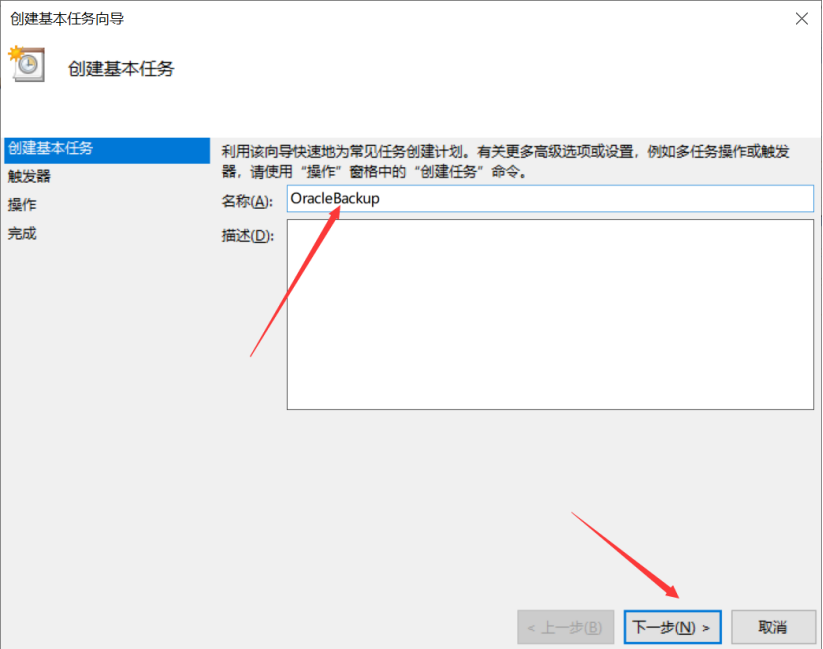 创建基本任务向导
创建基本任务
创建基本任务
触发器
操作
完成
利用该向导快速地为常见任务创建计划。有关更多高级选项或设置，例如多任务操作或触发
器，请使用“操作”窗格中的“创建任务”命令。
名称(A): OracleBackup
描述(D):
< 上一步(B) 下一步(N) > 取消